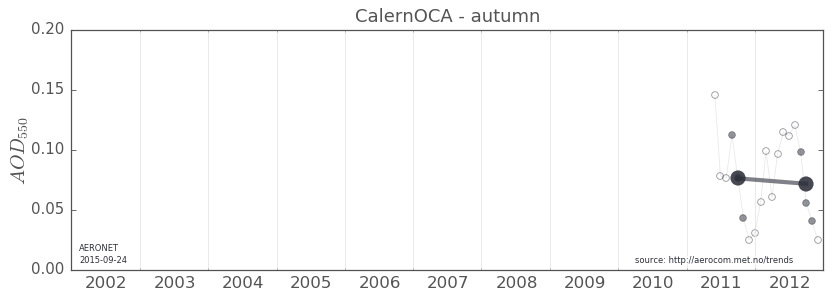 CalernOCA - autumn
0.20
0.15
0.10
0.05
0.00
AOD550
AERONET
2015-09-24
source: http://aerocom.met.no/trends
2002 2003 2004 2005 2006 2007 2008 2009 2010 2011 2012